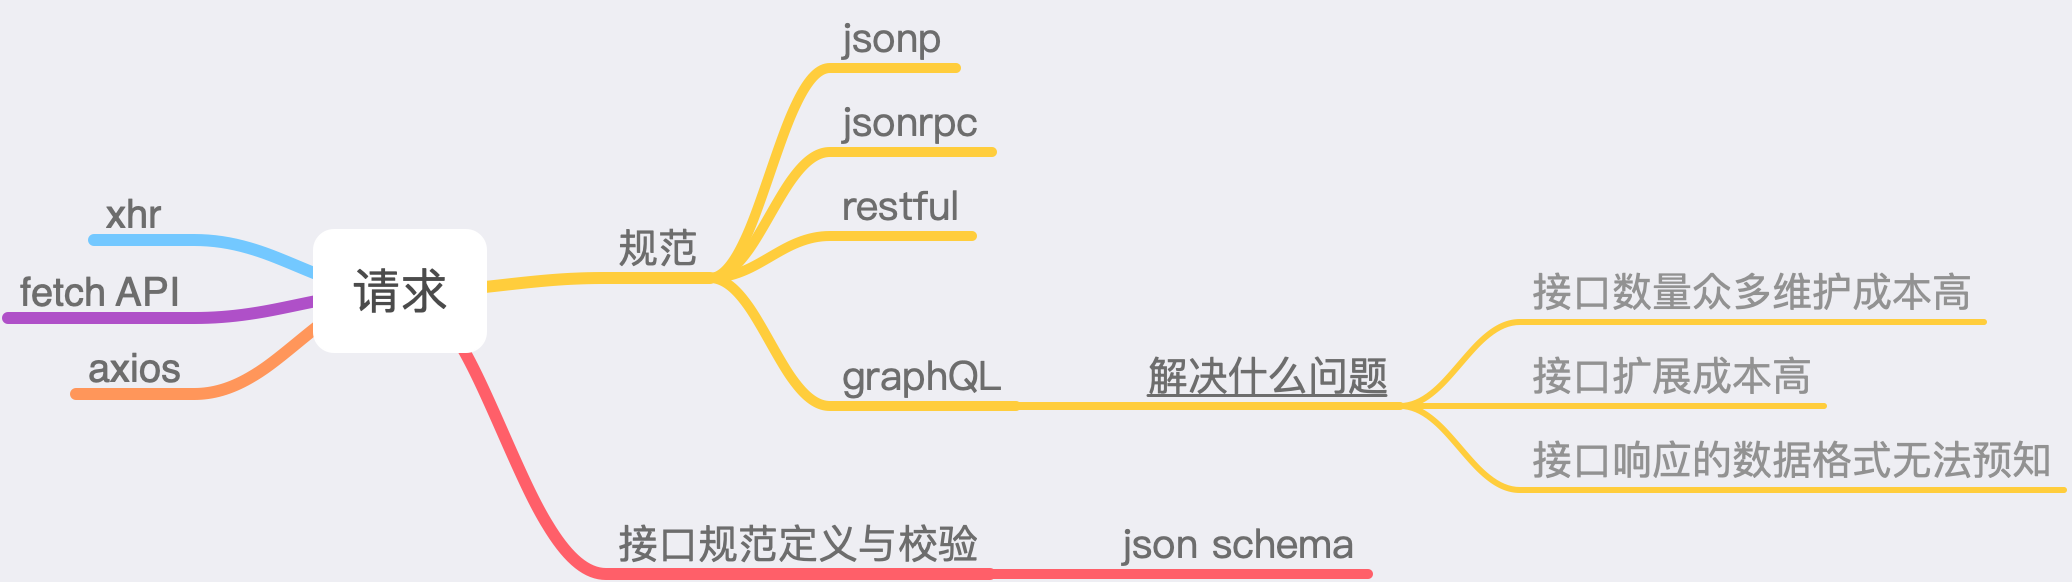 请求
xhr
fetch API
axios
规范
jsonp
jsonrpc
restful
graphQL
解决什么问题
接口数量众多维护成本高
接口扩展成本高
接口响应的数据格式无法预知
接口规范定义与校验
json schema